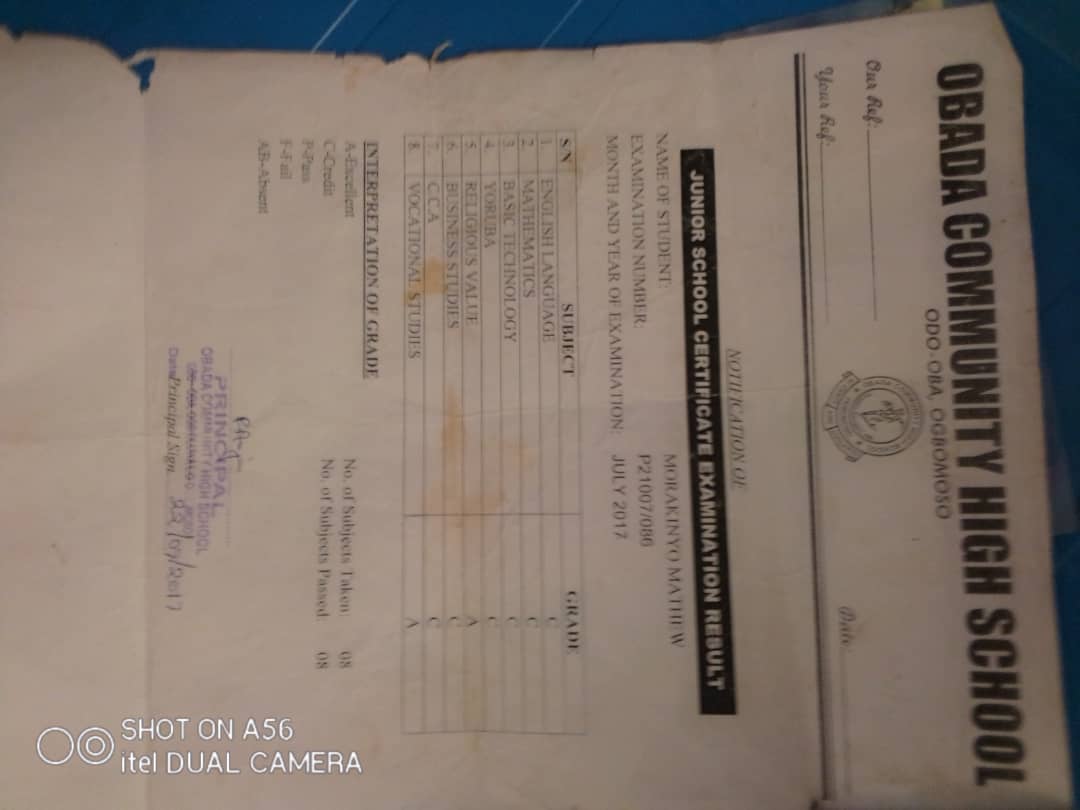 OBADA COMMUNITY HIGH SCHOOL
ODO-OBA, OGBOMOSO
Our Ref:
Your Ref:
Date:
NOTIFICATION OF
JUNIOR SCHOOL CERTIFICATE EXAMINATION RESULT
NAME OF STUDENT: MORAKINYO MATHEW
EXAMINATION NUMBER: P21007/086
MONTH AND YEAR OF EXAMINATION: JULY 2017
S/N SUBJECT GRADE
1. ENGLISH LANGUAGE C
2. MATHEMATICS C
3. BASIC TECHNOLOGY C
4. YORUBA C
5. RELIGIOUS VALUE A
6. BUSINESS STUDIES C
7. C.C.A C
8. VOCATIONAL STUDIES A
INTERPRETATION OF GRADE
A-Excellent No. of Subjects Taken: 08
C-Credit No. of Subjects Passed: 08
P-Pass
F-Fail
AB-Absent
PRINCIPAL
OBADA COMMUNITY HIGH SCHOOL
Date Principal Sign. 22/07/2017
SHOT ON A56
itel DUAL CAMERA